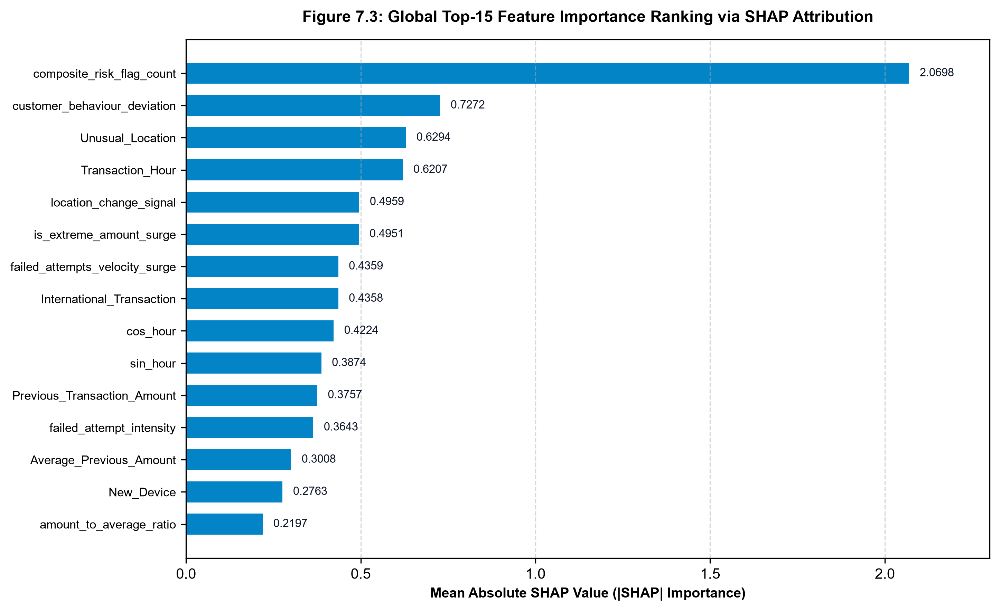 Figure 7.3: Global Top-15 Feature Importance Ranking via SHAP Attribution
composite_risk_flag_count 2.0698
customer_behaviour_deviation 0.7272
Unusual_Location 0.6294
Transaction_Hour 0.6207
location_change_signal 0.4959
is_extreme_amount_surge 0.4951
failed_attempts_velocity_surge 0.4359
International_Transaction 0.4358
cos_hour 0.4224
sin_hour 0.3874
Previous_Transaction_Amount 0.3757
failed_attempt_intensity 0.3643
Average_Previous_Amount 0.3008
New_Device 0.2763
amount_to_average_ratio 0.2197
0.0 0.5 1.0 1.5 2.0
Mean Absolute SHAP Value (|SHAP| Importance)